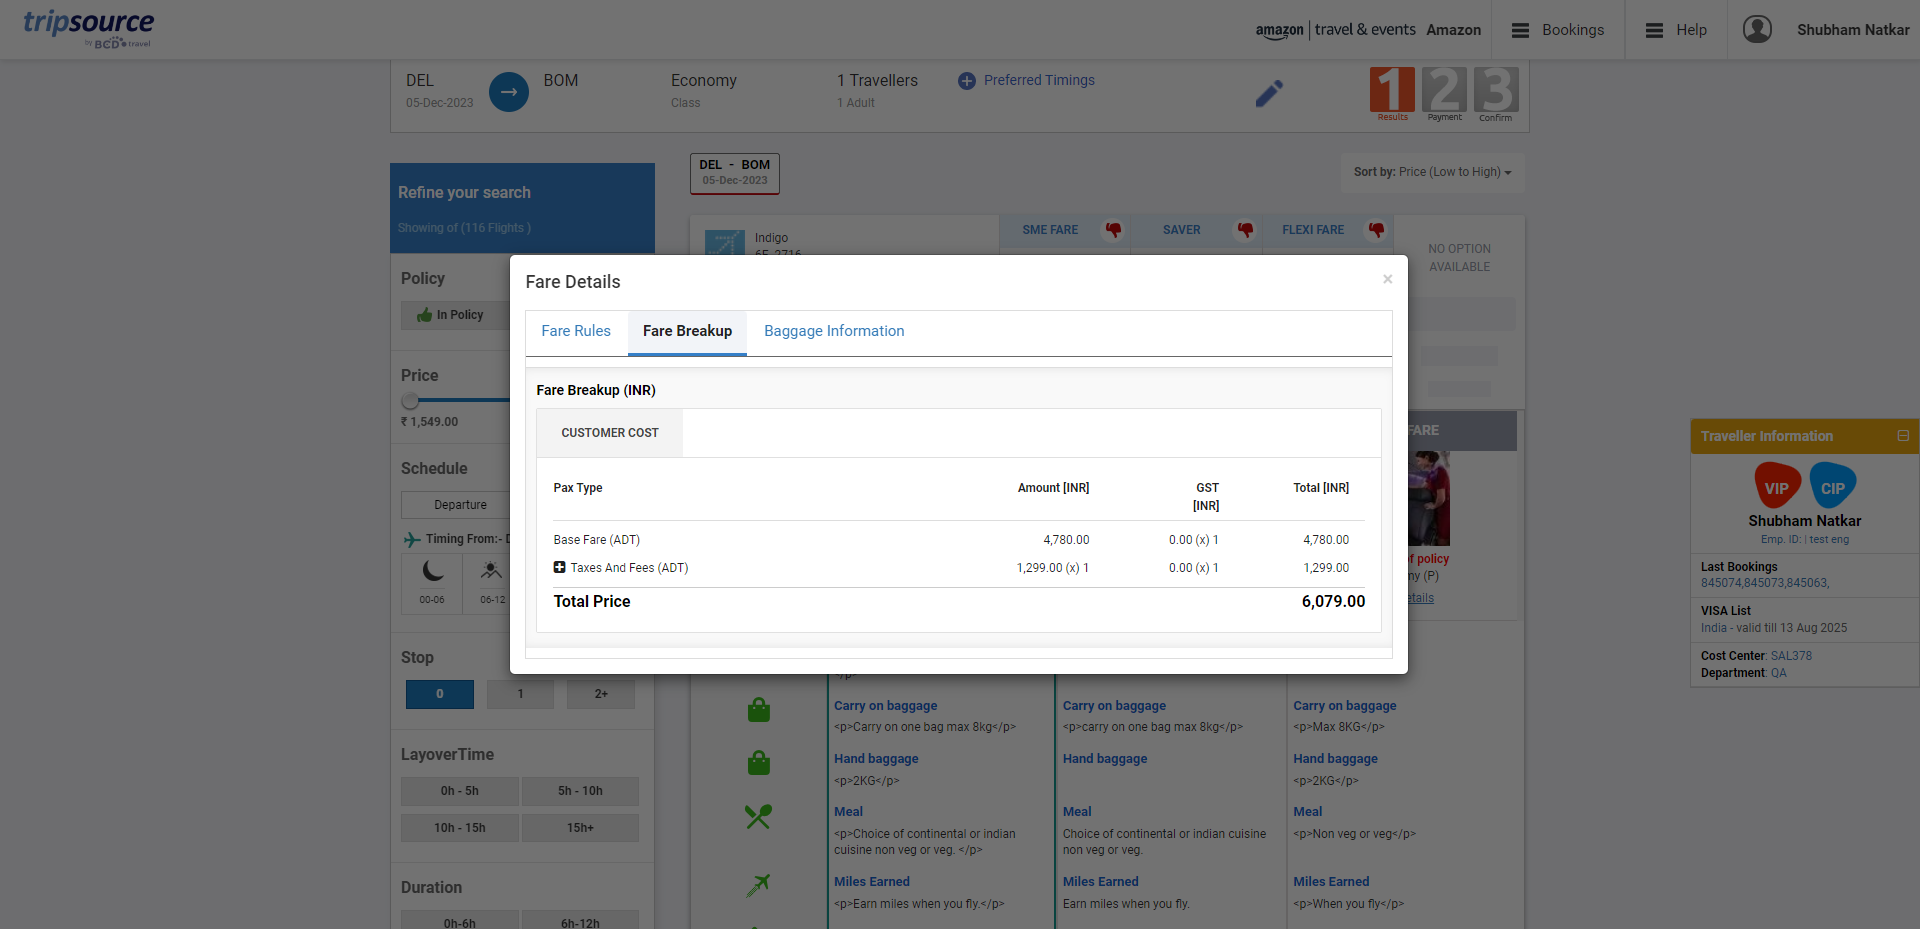 tripsource
by BCD travel
amazon | travel & events Amazon
Bookings
Help
Shubham Natkar
DEL
05-Dec-2023
BOM
Economy
Class
1 Travellers
1 Adult
Preferred Timings
1 2 3
Results Payment Confirm
Refine your search
Showing of (116 Flights )
DEL - BOM
05-Dec-2023
Sort by: Price (Low to High)
Indigo
6E-2716
SME FARE
SAVER
FLEXI FARE
NO OPTION
AVAILABLE
Policy
In Policy
Price
₹ 1,549.00
Schedule
Departure
Timing From:- D
00-06
06-12
Stop
0
1
2+
LayoverTime
0h - 5h
5h - 10h
10h - 15h
15h+
Duration
0h-6h
6h-12h
Fare Details
×
Fare Rules
Fare Breakup
Baggage Information
Fare Breakup (INR)
CUSTOMER COST
Pax Type
Amount [INR]
GST
[INR]
Total [INR]
Base Fare (ADT) 4,780.00 0.00 (x) 1 4,780.00
Taxes And Fees (ADT) 1,299.00 (x) 1 0.00 (x) 1 1,299.00
Total Price 6,079.00
FARE
f policy
ny (P)
etails
</p>
Carry on baggage
<p>Carry on one bag max 8kg</p>
Hand baggage
<p>2KG</p>
Meal
<p>Choice of continental or indian
cuisine non veg or veg. </p>
Miles Earned
<p>Earn miles when you fly.</p>
Carry on baggage
<p>carry on one bag max 8kg</p>
Hand baggage
Meal
Choice of continental or indian cuisine
non veg or veg.
Miles Earned
Earn miles when you fly.
Carry on baggage
<p>Max 8KG</p>
Hand baggage
<p>2KG</p>
Meal
<p>Non veg or veg</p>
Miles Earned
<p>When you fly</p>
Traveller Information
VIP
CIP
Shubham Natkar
Emp. ID: | test eng
Last Bookings
845074,845073,845063,
VISA List
India - valid till 13 Aug 2025
Cost Center: SAL378
Department: QA